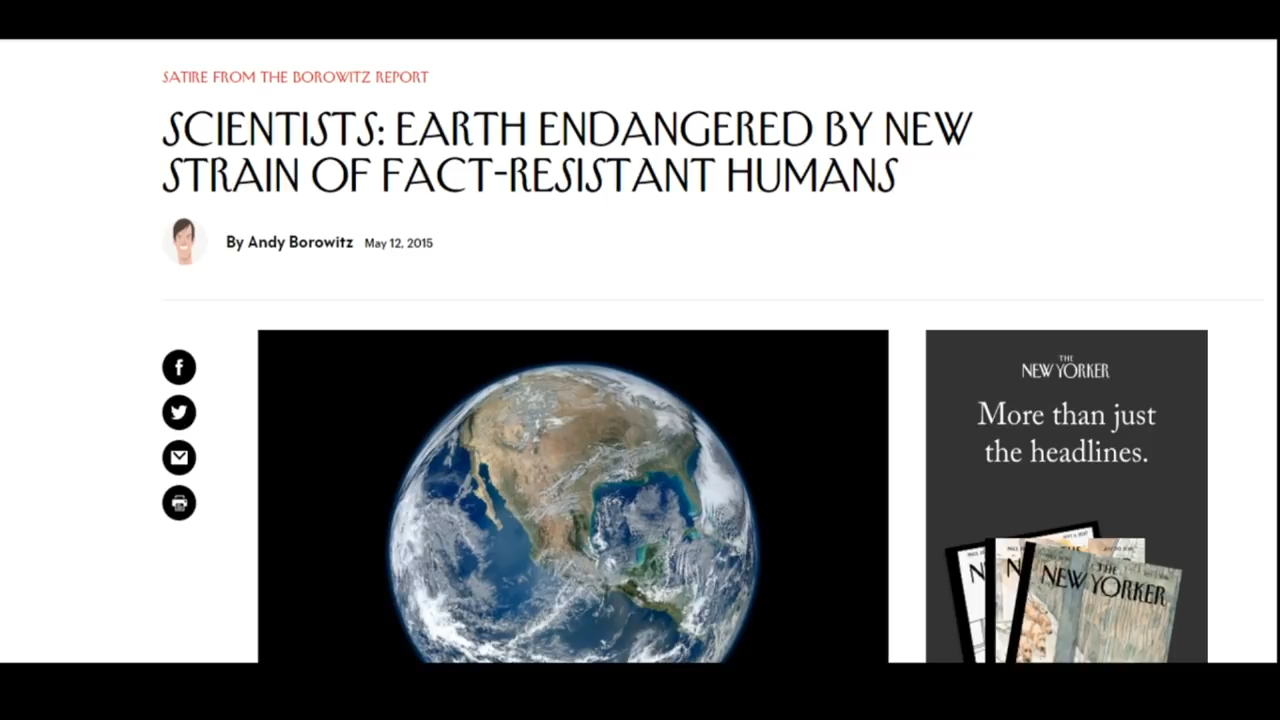 SATIRE FROM THE BOROWITZ REPORT
SCIENTISTS: EARTH ENDANGERED BY NEW
STRAIN OF FACT-RESISTANT HUMANS
By Andy Borowitz May 12, 2015
f
THE
NEW YORKER
More than just
the headlines.
THE
NEW YORKER